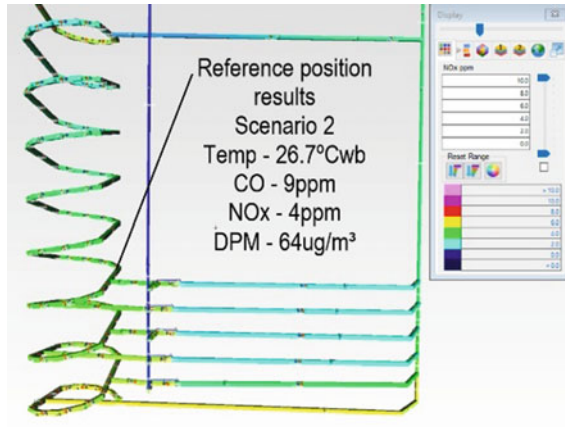 Display
Reference position
results
Scenario 2
Temp - 26.7ºCwb
CO - 9ppm
NOx - 4ppm
DPM - 64ug/m³
NOx ppm
10.0
8.0
6.0
4.0
2.0
0.0
Reset Range
> 10.0
10.0
8.0
6.0
4.0
2.0
0.0